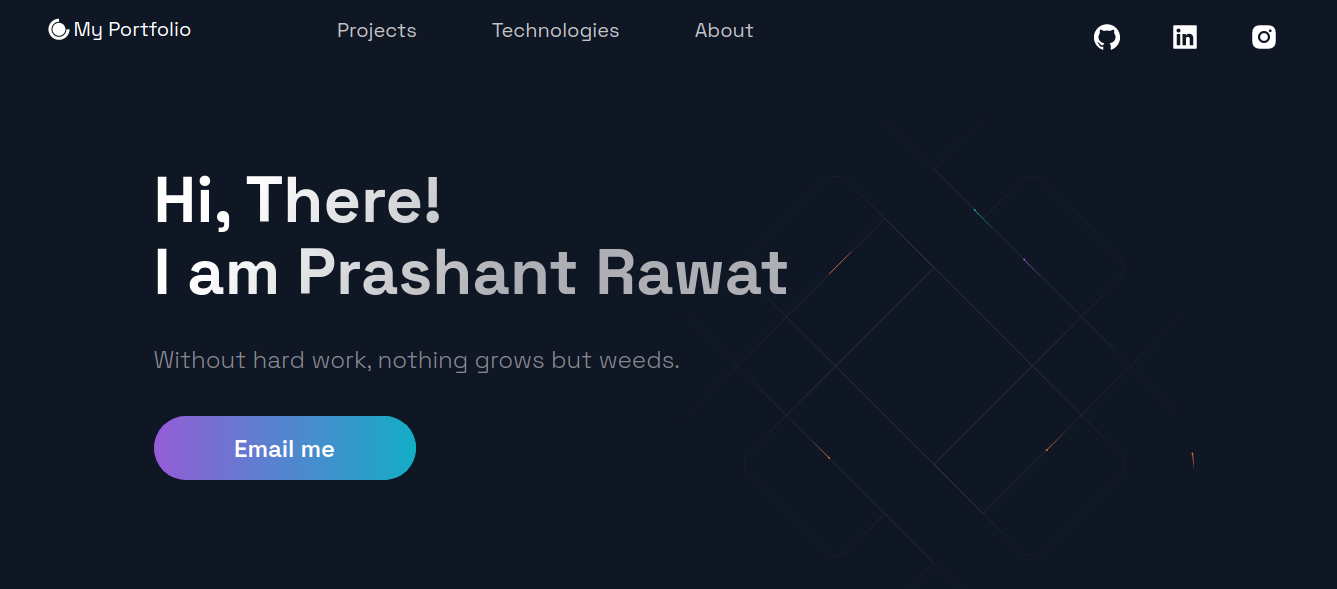 My Portfolio
Projects
Technologies
About
Hi, There!
I am Prashant Rawat
Without hard work, nothing grows but weeds.
Email me